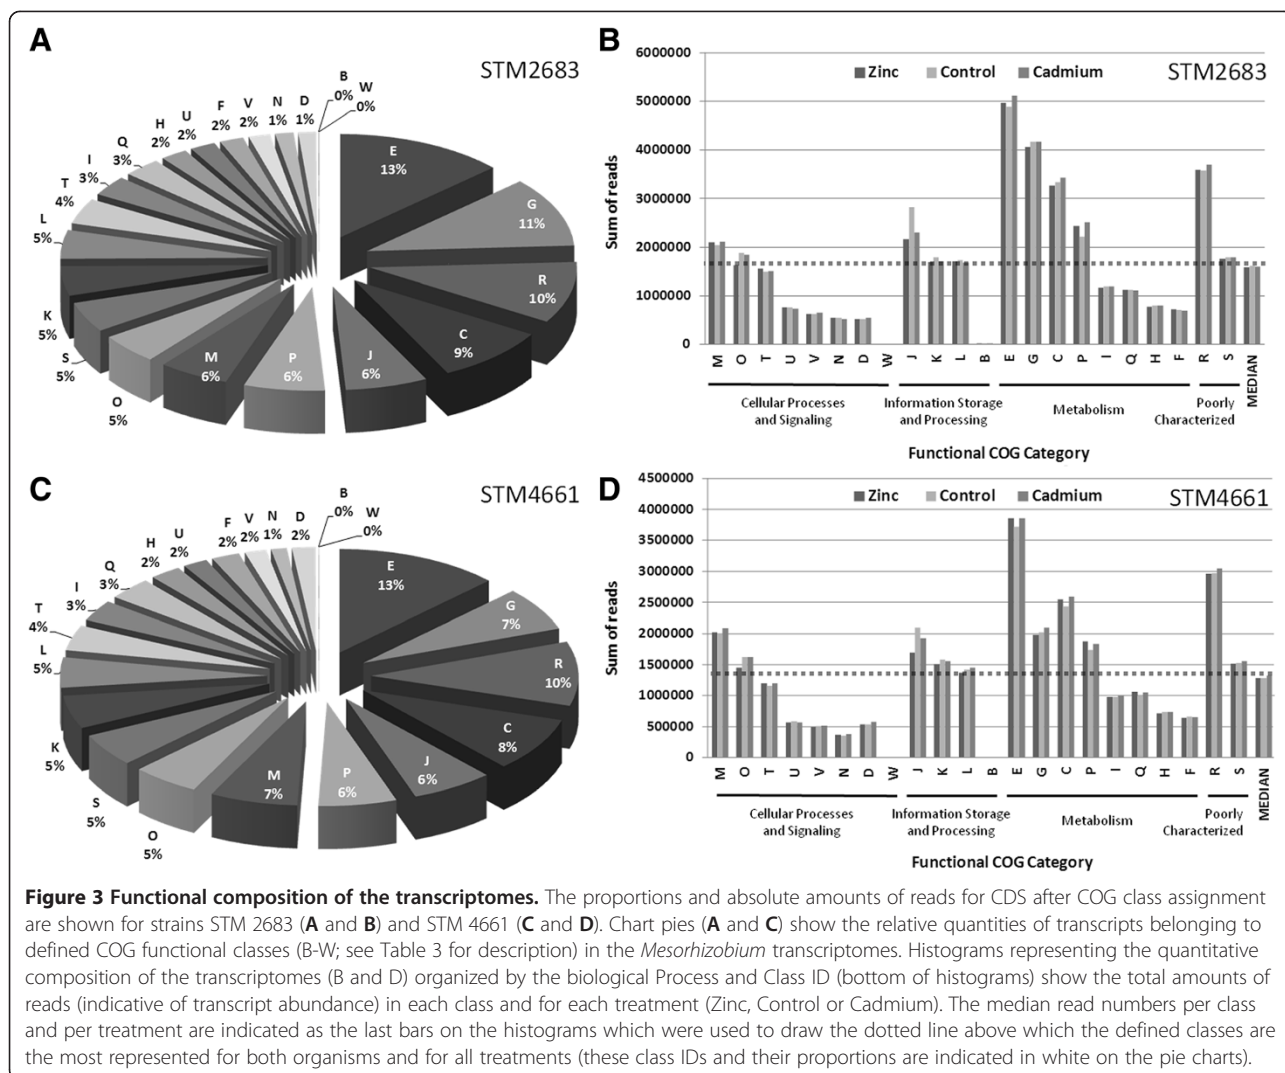 A
STM2683
B
0%
W
0%
D
1%
N
1%
V
2%
F
2%
U
2%
H
2%
Q
3%
I
3%
T
4%
L
5%
K
5%
S
5%
O
5%
M
6%
P
6%
J
6%
C
9%
R
10%
G
11%
E
13%
B
STM2683
Zinc Control Cadmium
Sum of reads
6000000
5000000
4000000
3000000
2000000
1000000
0
M O T U V N D W J K L B E G C P I Q H F R S MEDIAN
Cellular Processes and Signaling
Information Storage and Processing
Metabolism
Poorly Characterized
Functional COG Category
C
STM4661
B
0%
W
0%
D
2%
N
1%
V
2%
F
2%
U
2%
H
2%
Q
3%
I
3%
T
4%
L
5%
K
5%
S
5%
O
5%
M
7%
P
6%
J
6%
C
8%
R
10%
G
7%
E
13%
D
STM4661
Zinc Control Cadmium
Sum of reads
4500000
4000000
3500000
3000000
2500000
2000000
1500000
1000000
500000
0
M O T U V N D W J K L B E G C P I Q H F R S MEDIAN
Cellular Processes and Signaling
Information Storage and Processing
Metabolism
Poorly Characterized
Functional COG Category
Figure 3 Functional composition of the transcriptomes. The proportions and absolute amounts of reads for CDS after COG class assignment
are shown for strains STM 2683 (A and B) and STM 4661 (C and D). Chart pies (A and C) show the relative quantities of transcripts belonging to
defined COG functional classes (B-W; see Table 3 for description) in the Mesorhizobium transcriptomes. Histograms representing the quantitative
composition of the transcriptomes (B and D) organized by the biological Process and Class ID (bottom of histograms) show the total amounts of
reads (indicative of transcript abundance) in each class and for each treatment (Zinc, Control or Cadmium). The median read numbers per class
and per treatment are indicated as the last bars on the histograms which were used to draw the dotted line above which the defined classes are
the most represented for both organisms and for all treatments (these class IDs and their proportions are indicated in white on the pie charts).